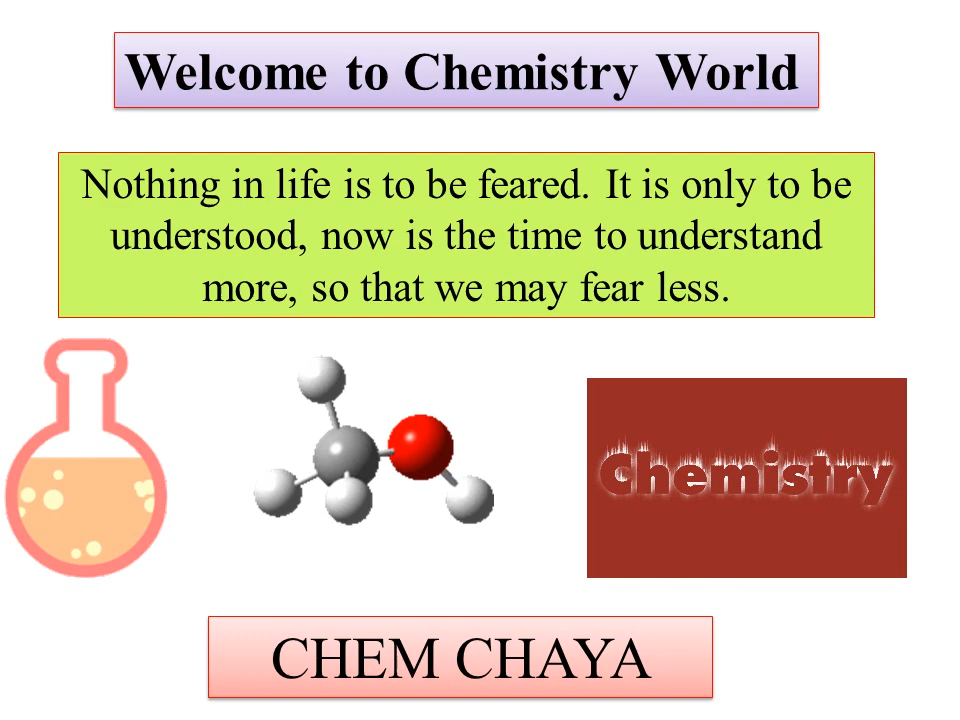 Welcome to Chemistry World
Nothing in life is to be feared. It is only to be
understood, now is the time to understand
more, so that we may fear less.
Chemistry
CHEM CHAYA